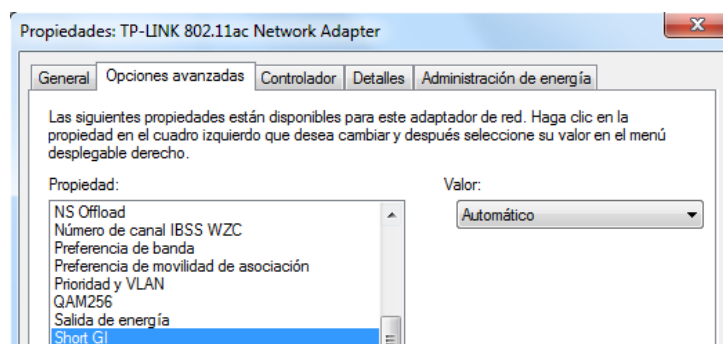 Propiedades: TP-LINK 802.11ac Network Adapter
General Opciones avanzadas Controlador Detalles Administración de energía
Las siguientes propiedades están disponibles para este adaptador de red. Haga clic en la
propiedad en el cuadro izquierdo que desea cambiar y después seleccione su valor en el menú
desplegable derecho.
Propiedad: Valor:
NS Offload Automático
Número de canal IBSS WZC
Preferencia de banda
Preferencia de movilidad de asociación
Prioridad y VLAN
QAM256
Salida de energía
Short GI